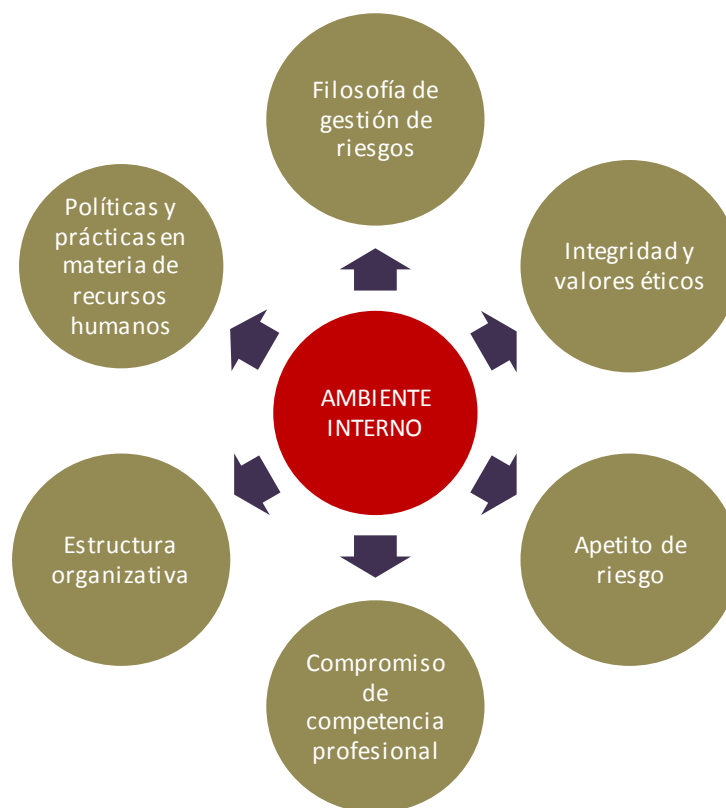 Filosofía de
gestión de
riesgos
Políticas y
prácticas en
materia de
recursos
humanos
Integridad y
valores éticos
AMBIENTE
INTERNO
Estructura
organizativa
Apetito de
riesgo
Compromiso
de
competencia
profesional